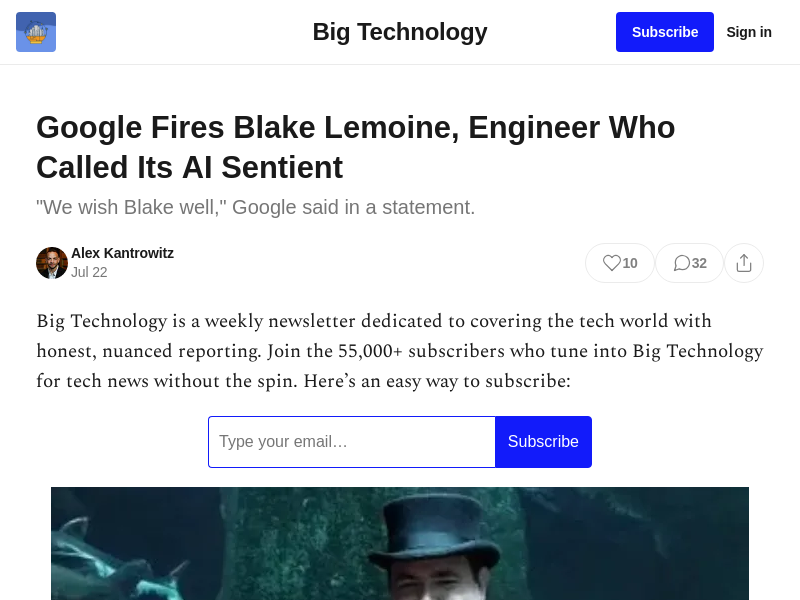 Big Technology
Subscribe
Sign in
Google Fires Blake Lemoine, Engineer Who
Called Its AI Sentient
"We wish Blake well," Google said in a statement.
Alex Kantrowitz
Jul 22
10
32
Big Technology is a weekly newsletter dedicated to covering the tech world with
honest, nuanced reporting. Join the 55,000+ subscribers who tune into Big Technology
for tech news without the spin. Here’s an easy way to subscribe:
Type your email…
Subscribe